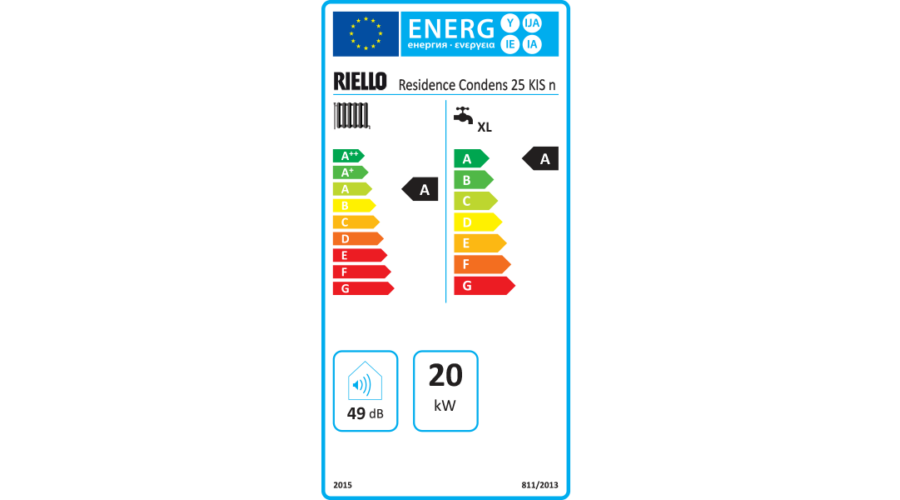 ENERG Y IJA
енергия · ενεργεια IE IA
RIELLO Residence Condens 25 KIS n
XL
A++
A+
A
B
C
D
E
F
G
A
A
B
C
D
E
F
G
A
49 dB
20
kW
2015
811/2013